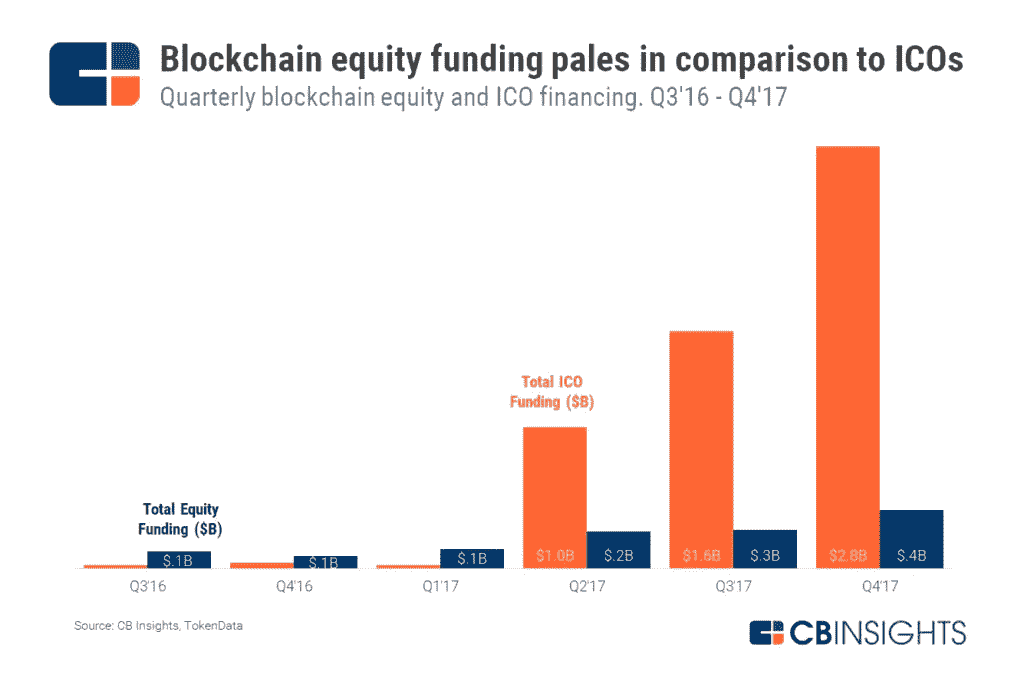 Blockchain equity funding pales in comparison to ICOs
Quarterly blockchain equity and ICO financing. Q3'16 - Q4'17
Total ICO
Funding ($B)
Total Equity
Funding ($B)
$.1B $.1B $.1B $1.0B $.2B $1.6B $.3B $2.8B $.4B
Q3'16 Q4'16 Q1'17 Q2'17 Q3'17 Q4'17
Source: CB Insights, TokenData
CBINSIGHTS